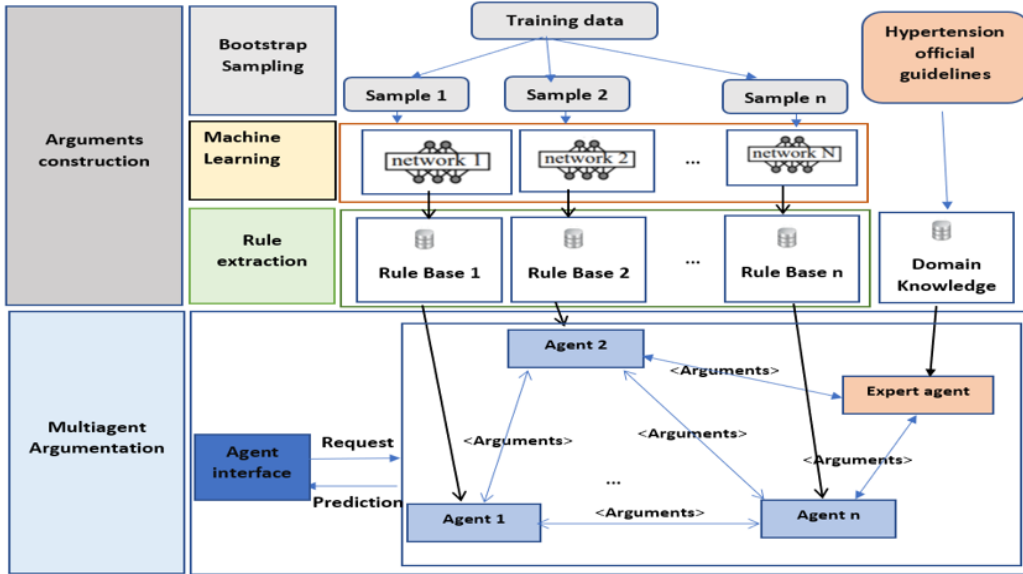 Training data
Bootstrap
Sampling
Hypertension
official
guidelines
Sample 1
Sample 2
Sample n
Arguments
construction
Machine
Learning
network 1
network 2
...
network N
Rule
extraction
Rule Base 1
Rule Base 2
...
Rule Base n
Domain
Knowledge
Multiagent
Argumentation
Agent 2
<Arguments>
Expert agent
Request
Agent
interface
Prediction
<Arguments>
<Arguments>
<Arguments>
...
<Arguments>
Agent 1
Agent n